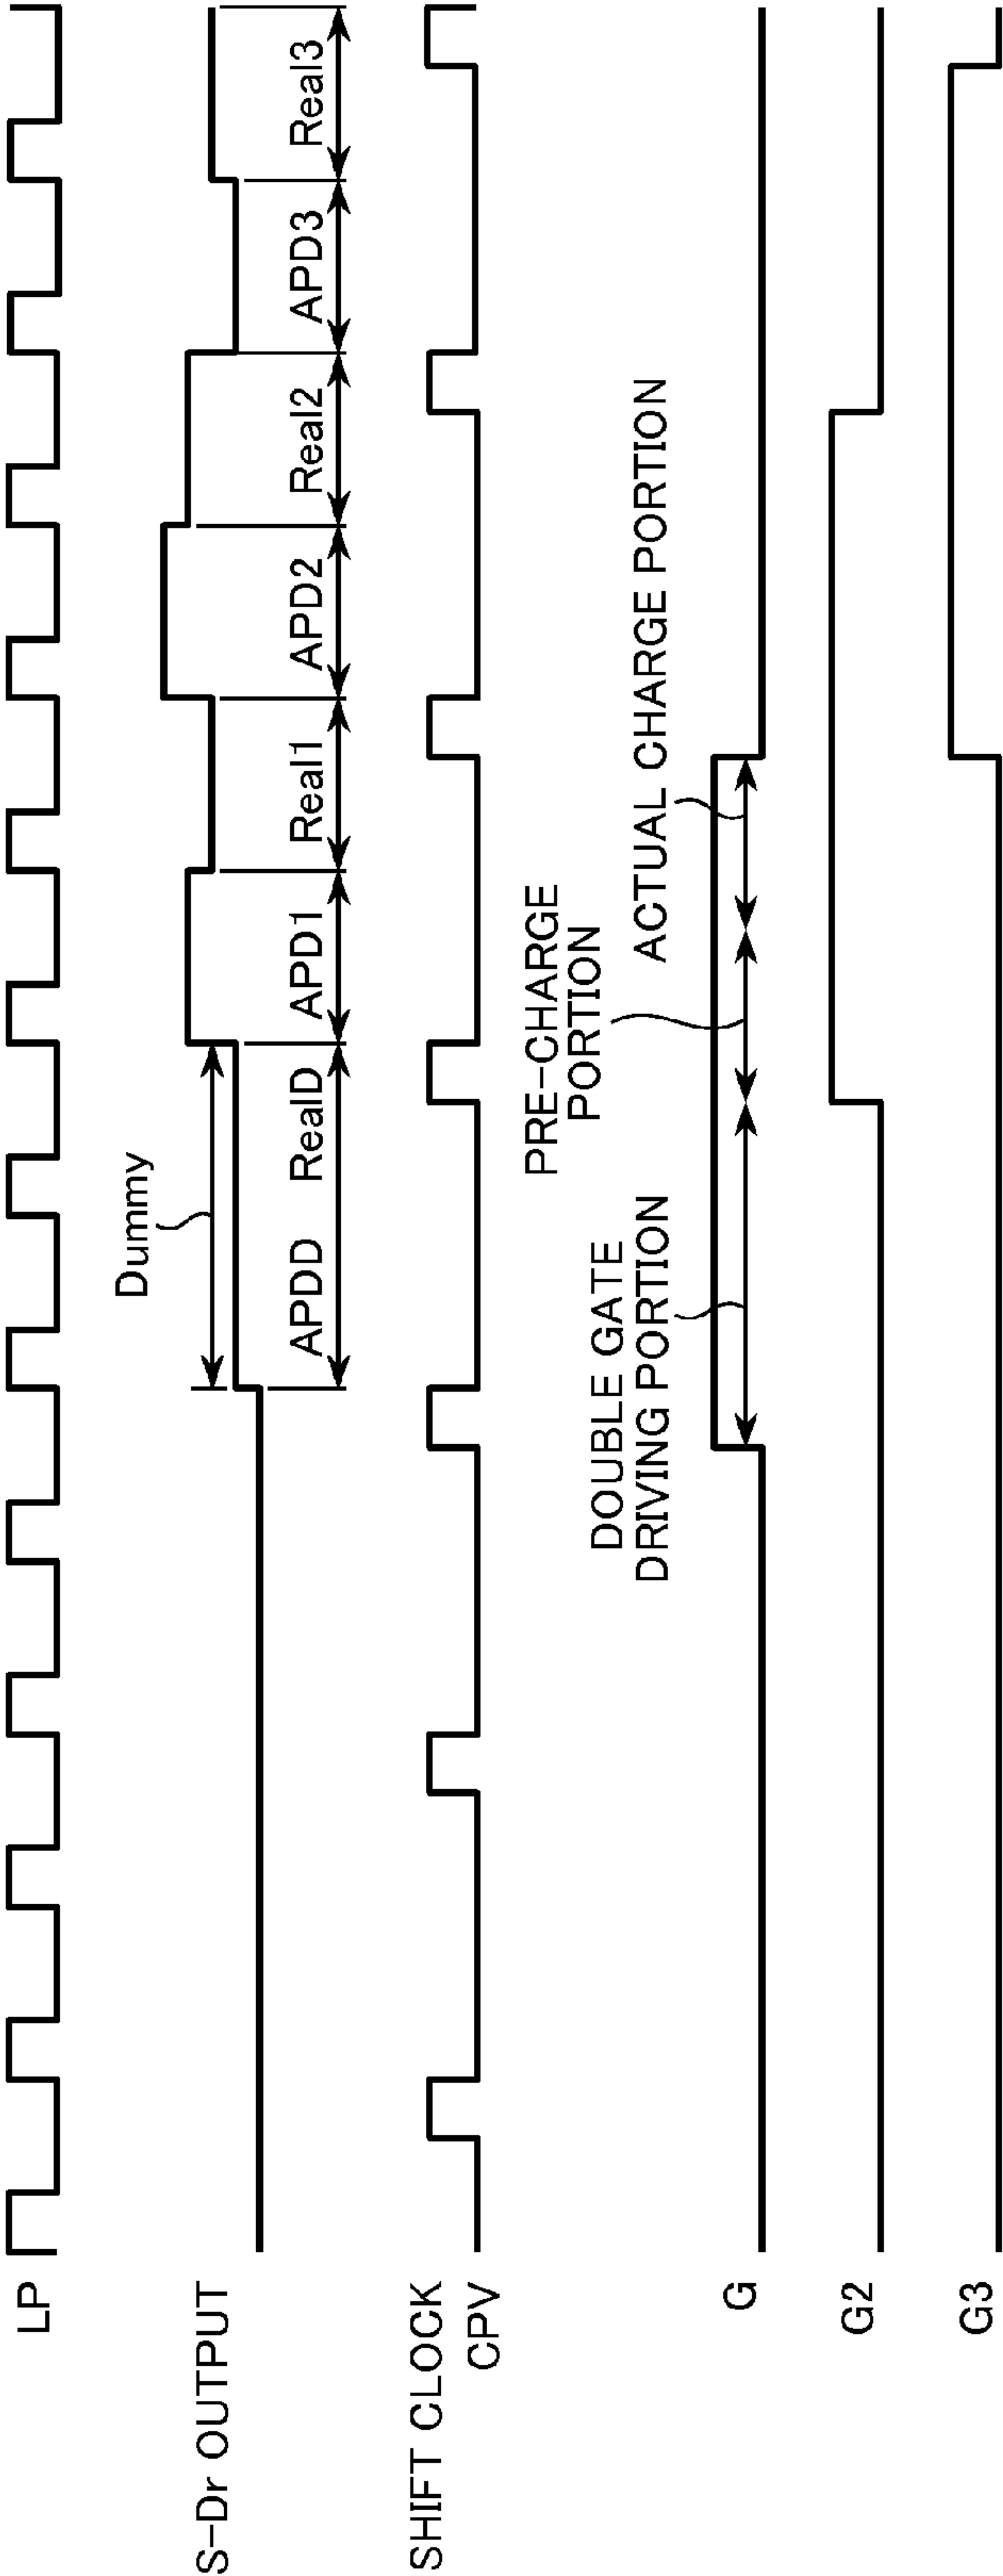 LP
S-Dr OUTPUT
Dummy
APDD
RealD
APD1
Real1
APD2
Real2
APD3
Real3
SHIFT CLOCK
CPV
G
DOUBLE GATE
DRIVING PORTION
PRE-CHARGE
PORTION
ACTUAL CHARGE PORTION
G2
G3